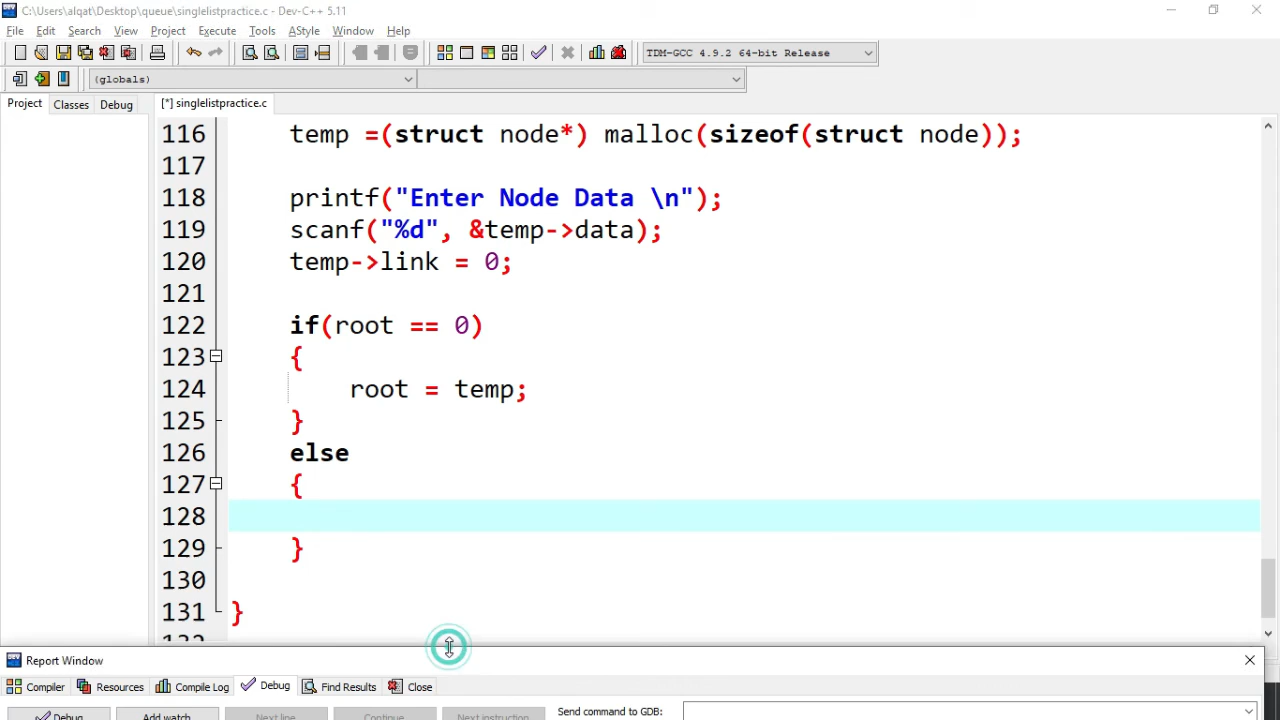 C:\Users\alqat\Desktop\queue\singlelistpractice.c - Dev-C++ 5.11
File Edit Search View Project Execute Tools AStyle Window Help
TDM-GCC 4.9.2 64-bit Release
(globals)
Project Classes Debug [*] singlelistpractice.c
116 temp =(struct node*) malloc(sizeof(struct node));
117
118 printf("Enter Node Data \n");
119 scanf("%d", &temp->data);
120 temp->link = 0;
121
122 if(root == 0)
123 {
124 root = temp;
125 }
126 else
127 {
128
129 }
130
131 }
132
Report Window
Compiler Resources Compile Log Debug Find Results Close
Debug Add watch Next line Continue Next instruction Send command to GDB: